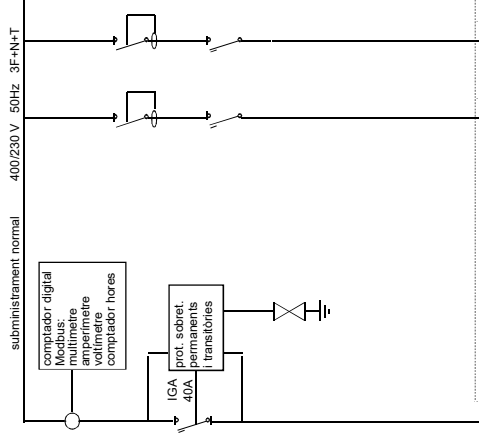 subministrament normal    400/230 V  50Hz  3F+N+T
comptador digital
Modbus:
multímetre
amperímetre
voltímetre
comptador hores
prot. sobret.
permanents
i transitòries
IGA
40A